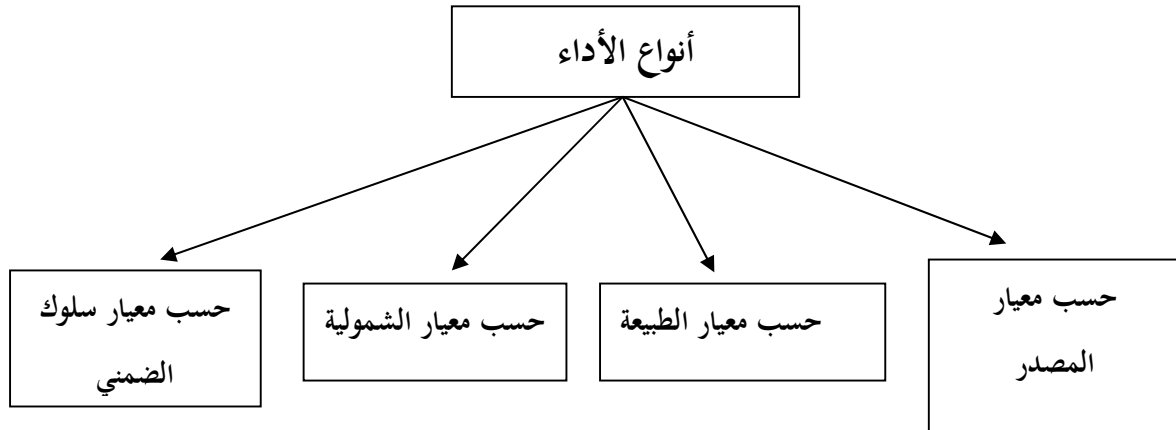 أنواع الأداء
حسب معيار
المصدر
حسب معيار الطبيعة
حسب معيار الشمولية
حسب معيار سلوك
الضمني